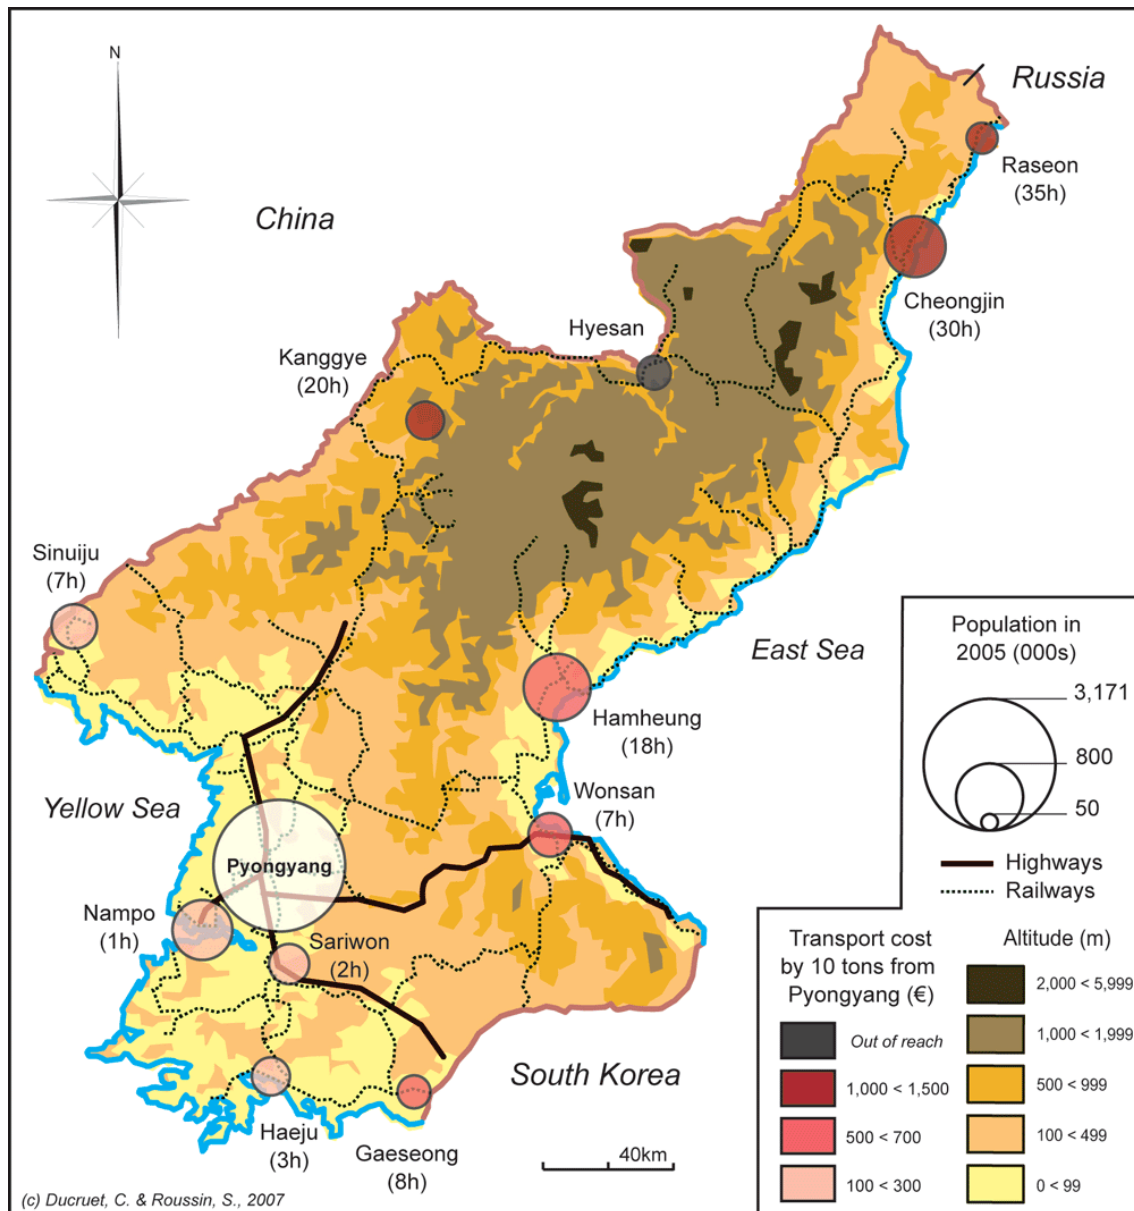 N
Russia
Raseon
(35h)
China
Cheongjin
(30h)
Hyesan
Kanggye
(20h)
Sinuiju
(7h)
East Sea
Hamheung
(18h)
Yellow Sea
Wonsan
(7h)
Pyongyang
Nampo
(1h)
Sariwon
(2h)
South Korea
Haeju
(3h)
Gaeseong
(8h)
40km
(c) Ducruet, C. & Roussin, S., 2007
Population in
2005 (000s)
3,171
800
50
Highways
Railways
Transport cost
by 10 tons from
Pyongyang (€)
Out of reach
1,000 < 1,500
500 < 700
100 < 300
Altitude (m)
2,000 < 5,999
1,000 < 1,999
500 < 999
100 < 499
0 < 99